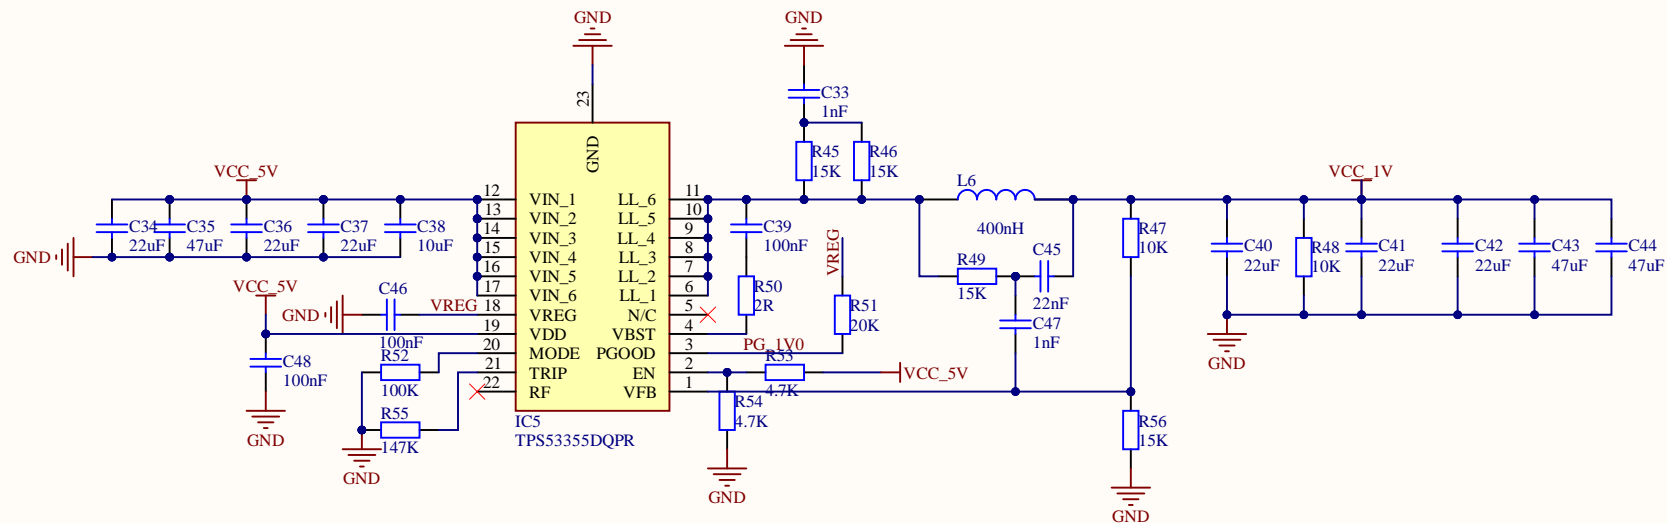 GND
GND
23
C33
1nF
GND
R45
15K
R46
15K
VCC_5V
L6
400nH
VCC_1V
12
VIN_1
LL_6
11
13
VIN_2
LL_5
10
14
VIN_3
LL_4
9
15
VIN_4
LL_3
8
16
VIN_5
LL_2
7
17
VIN_6
LL_1
6
18
VREG
N/C
5
19
VDD
VBST
4
20
MODE
PGOOD
3
21
TRIP
EN
2
22
RF
VFB
1
IC5
TPS53355DQPR
GND
C34
22uF
C35
47uF
C36
22uF
C37
22uF
C38
10uF
C39
100nF
VREG
R47
10K
C40
22uF
R48
10K
C41
22uF
C42
22uF
C43
47uF
C44
47uF
R49
15K
C45
22nF
C47
1nF
VCC_5V
GND
C46
100nF
VREG
R50
2R
R51
20K
PG_1V0
R53
4.7K
VCC_5V
GND
C48
100nF
GND
R52
100K
R55
147K
GND
R54
4.7K
GND
R56
15K
GND